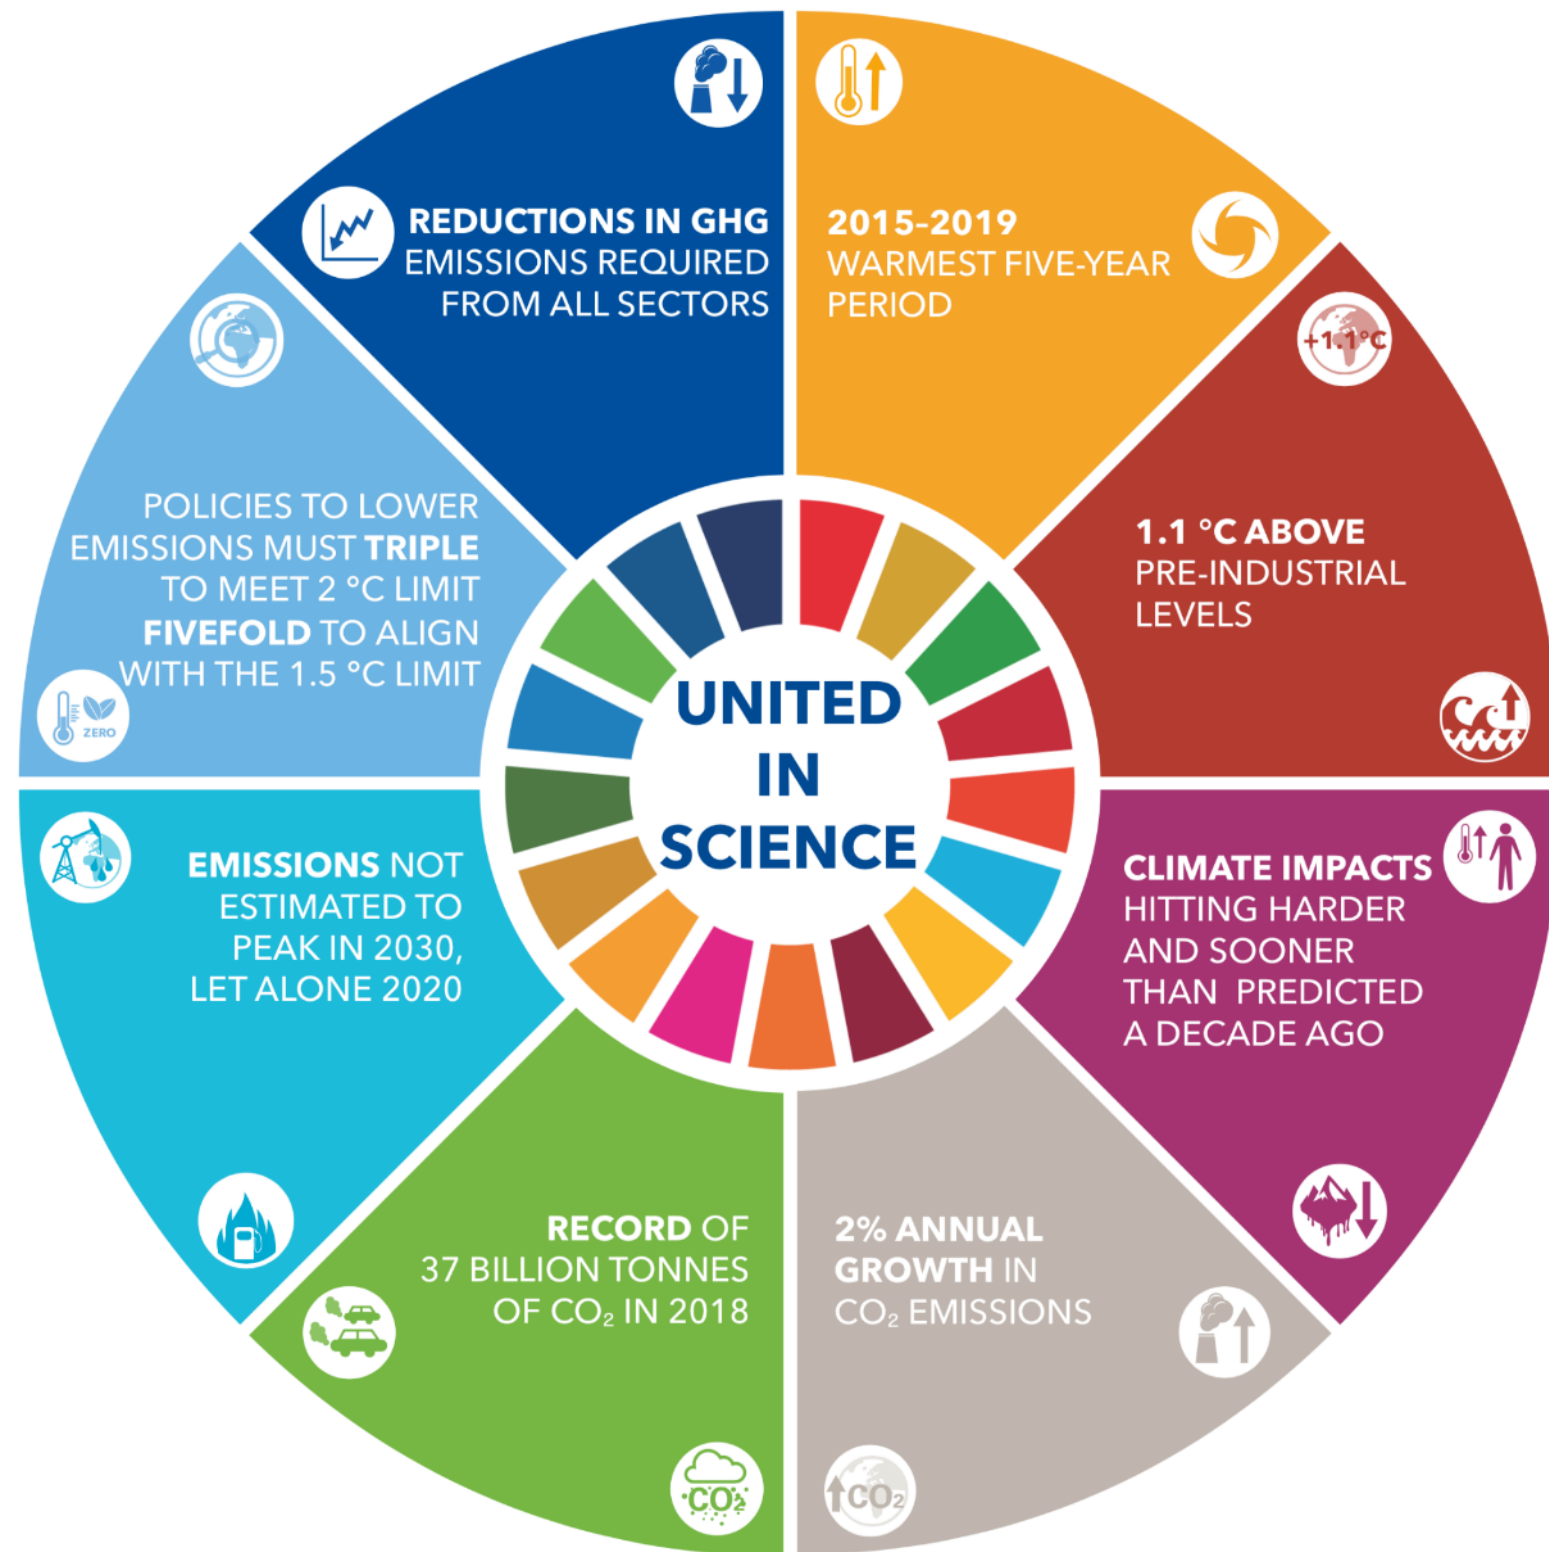 REDUCTIONS IN GHG
EMISSIONS REQUIRED
FROM ALL SECTORS
2015–2019
WARMEST FIVE-YEAR
PERIOD
+1.1°C
1.1 °C ABOVE
PRE-INDUSTRIAL
LEVELS
CLIMATE IMPACTS
HITTING HARDER
AND SOONER
THAN PREDICTED
A DECADE AGO
2% ANNUAL
GROWTH IN
CO₂ EMISSIONS
CO₂
RECORD OF
37 BILLION TONNES
OF CO₂ IN 2018
CO₂
EMISSIONS NOT
ESTIMATED TO
PEAK IN 2030,
LET ALONE 2020
POLICIES TO LOWER
EMISSIONS MUST TRIPLE
TO MEET 2 °C LIMIT
FIVEFOLD TO ALIGN
WITH THE 1.5 °C LIMIT
ZERO
UNITED
IN
SCIENCE